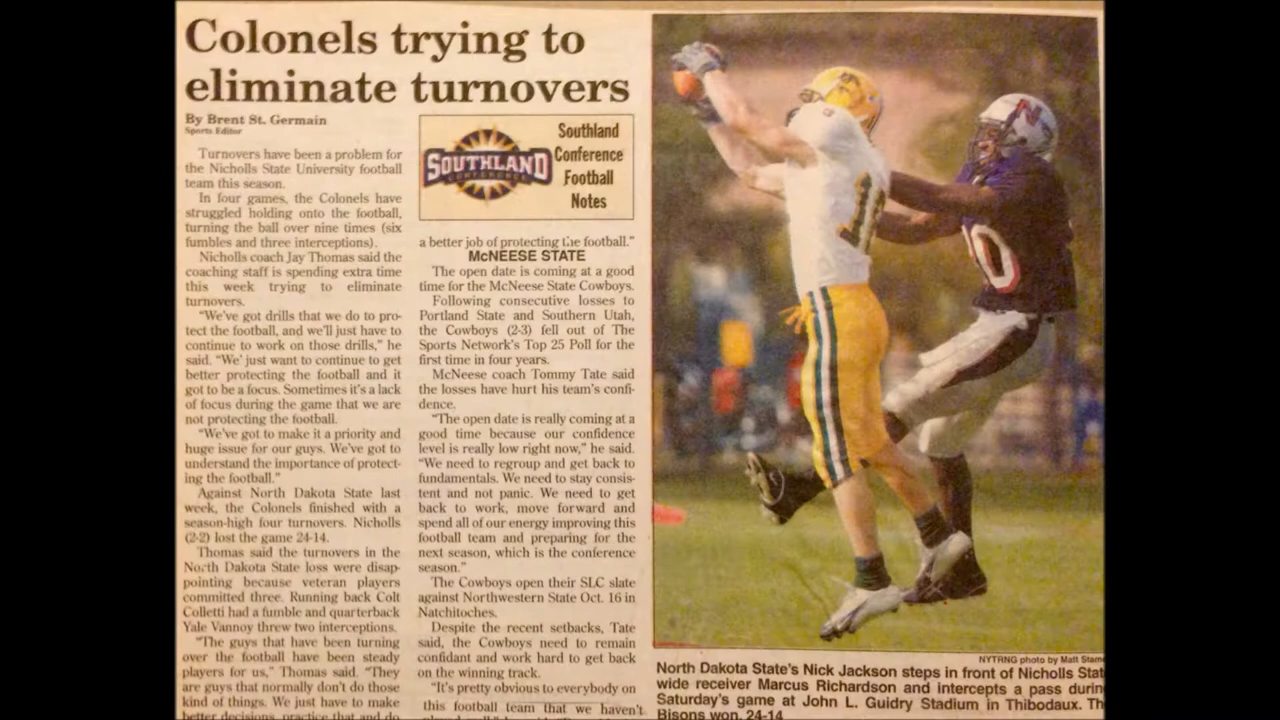 Colonels trying to
eliminate turnovers
By Brent St. Germain
Sports Editor
Turnovers have been a problem for
the Nicholls State University football
team this season.
In four games, the Colonels have
struggled holding onto the football,
turning the ball over nine times (six
fumbles and three interceptions).
Nicholls coach Jay Thomas said the
coaching staff is spending extra time
this week trying to eliminate
turnovers.
"We've got drills that we do to pro-
tect the football, and we'll just have to
continue to work on those drills," he
said. "We' just want to continue to get
better protecting the football and it
got to be a focus. Sometimes it's a lack
of focus during the game that we are
not protecting the football.
"We've got to make it a priority and
huge issue for our guys. We've got to
understand the importance of protect-
ing the football."
Against North Dakota State last
week, the Colonels finished with a
season-high four turnovers. Nicholls
(2-2) lost the game 24-14.
Thomas said the turnovers in the
North Dakota State loss were disap-
pointing because veteran players
committed three. Running back Colt
Colletti had a fumble and quarterback
Yale Vannoy threw two interceptions.
"The guys that have been turning
over the football have been steady
players for us," Thomas said. "They
are guys that normally don't do those
kind of things. We just have to make
better decisions, practice that and do
SOUTHLAND
CONFERENCE
Southland
Conference
Football
Notes
a better job of protecting the football."
McNEESE STATE
The open date is coming at a good
time for the McNeese State Cowboys.
Following consecutive losses to
Portland State and Southern Utah,
the Cowboys (2-3) fell out of The
Sports Network's Top 25 Poll for the
first time in four years.
McNeese coach Tommy Tate said
the losses have hurt his team's confi-
dence.
"The open date is really coming at a
good time because our confidence
level is really low right now," he said.
"We need to regroup and get back to
fundamentals. We need to stay consis-
tent and not panic. We need to get
back to work, move forward and
spend all of our energy improving this
football team and preparing for the
next season, which is the conference
season."
The Cowboys open their SLC slate
against Northwestern State Oct. 16 in
Natchitoches.
Despite the recent setbacks, Tate
said, the Cowboys need to remain
confidant and work hard to get back
on the winning track.
"It's pretty obvious to everybody on
this football team that we haven't
N
10
NYTRNG photo by Matt Stam
North Dakota State's Nick Jackson steps in front of Nicholls Stat
wide receiver Marcus Richardson and intercepts a pass durin
Saturday's game at John L. Guidry Stadium in Thibodaux. Th
Bisons won, 24-14